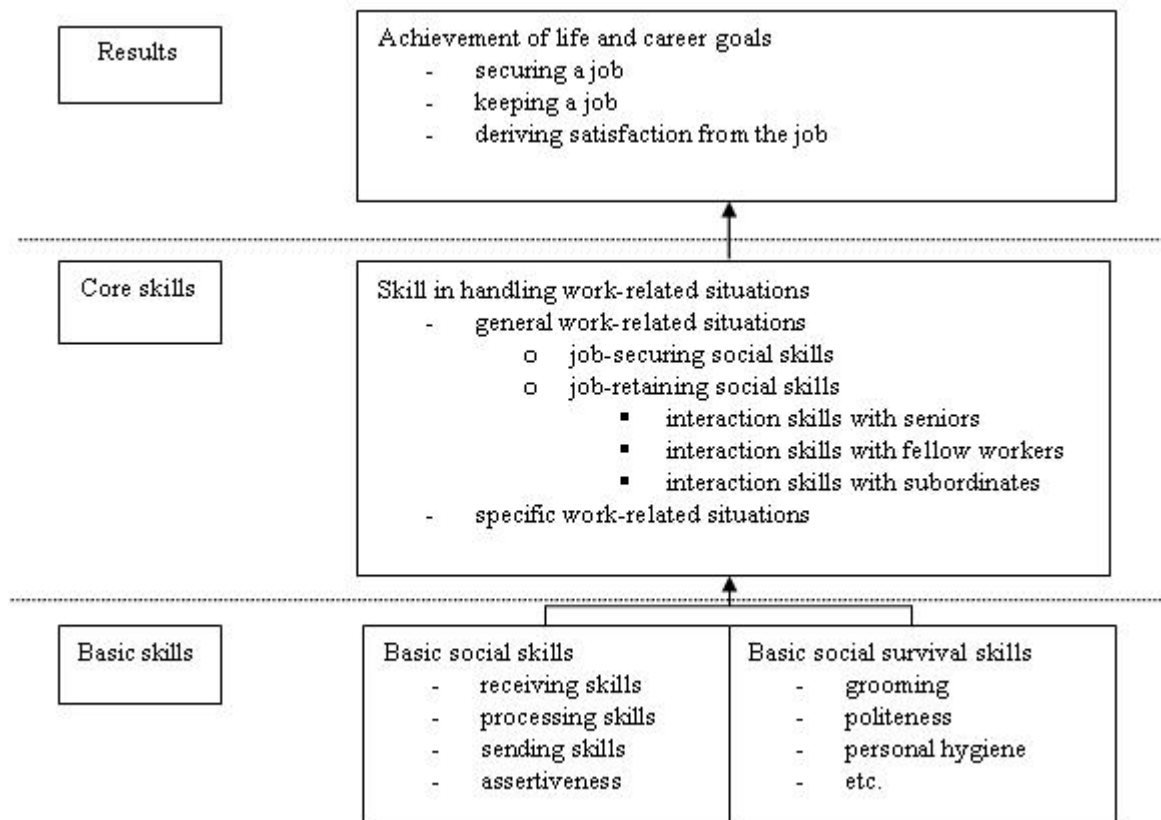 Results
Achievement of life and career goals
- securing a job
- keeping a job
- deriving satisfaction from the job
Core skills
Skill in handling work-related situations
- general work-related situations
o job-securing social skills
o job-retaining social skills
▪ interaction skills with seniors
▪ interaction skills with fellow workers
▪ interaction skills with subordinates
- specific work-related situations
Basic skills
Basic social skills
- receiving skills
- processing skills
- sending skills
- assertiveness
Basic social survival skills
- grooming
- politeness
- personal hygiene
- etc.